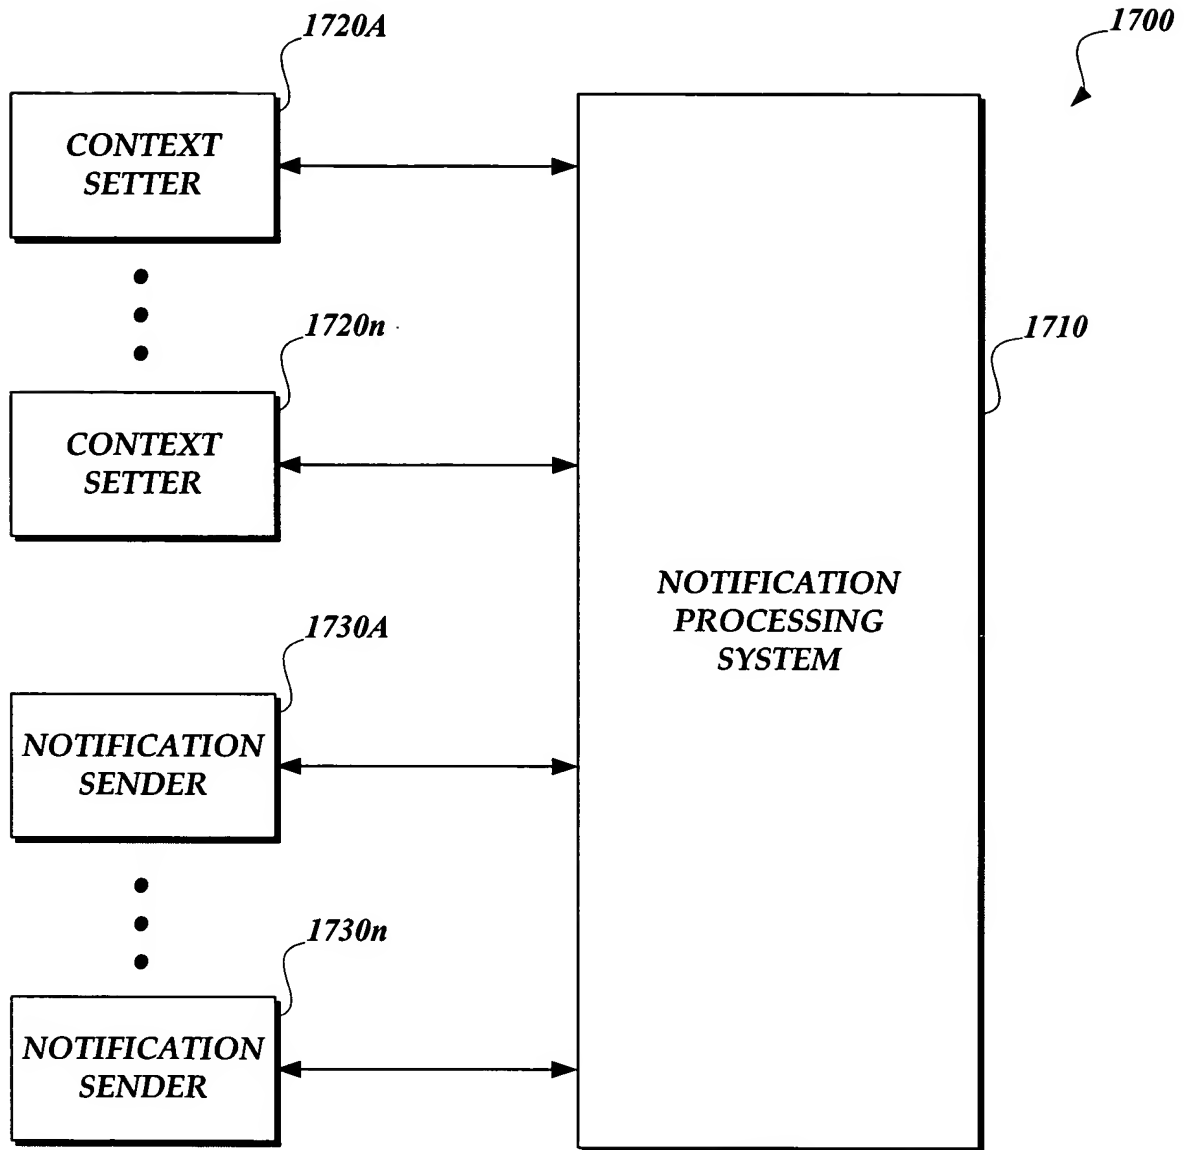 1720A
1700
CONTEXT
SETTER
1720n
1710
CONTEXT
SETTER
NOTIFICATION
PROCESSING
SYSTEM
1730A
NOTIFICATION
SENDER
1730n
NOTIFICATION
SENDER